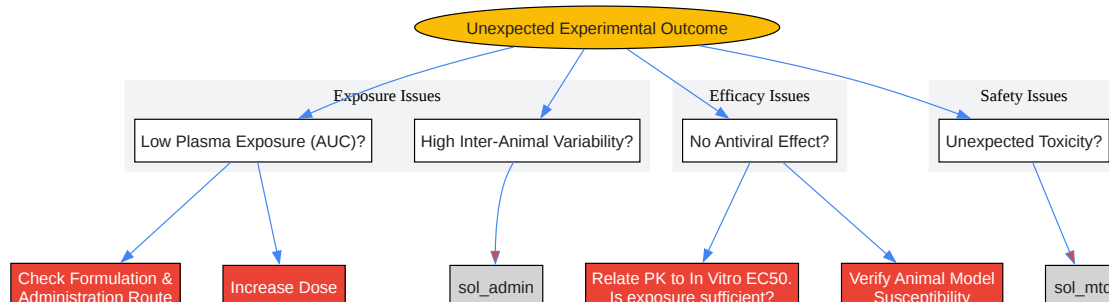 Unexpected Experimental Outcome
Exposure Issues
Efficacy Issues
Safety Issues
Low Plasma Exposure (AUC)?
High Inter-Animal Variability?
No Antiviral Effect?
Unexpected Toxicity?
Check Formulation &
Administration Route
Increase Dose
sol_admin
Relate PK to In Vitro EC50.
Is exposure sufficient?
Verify Animal Model
Susceptibility
sol_mtd